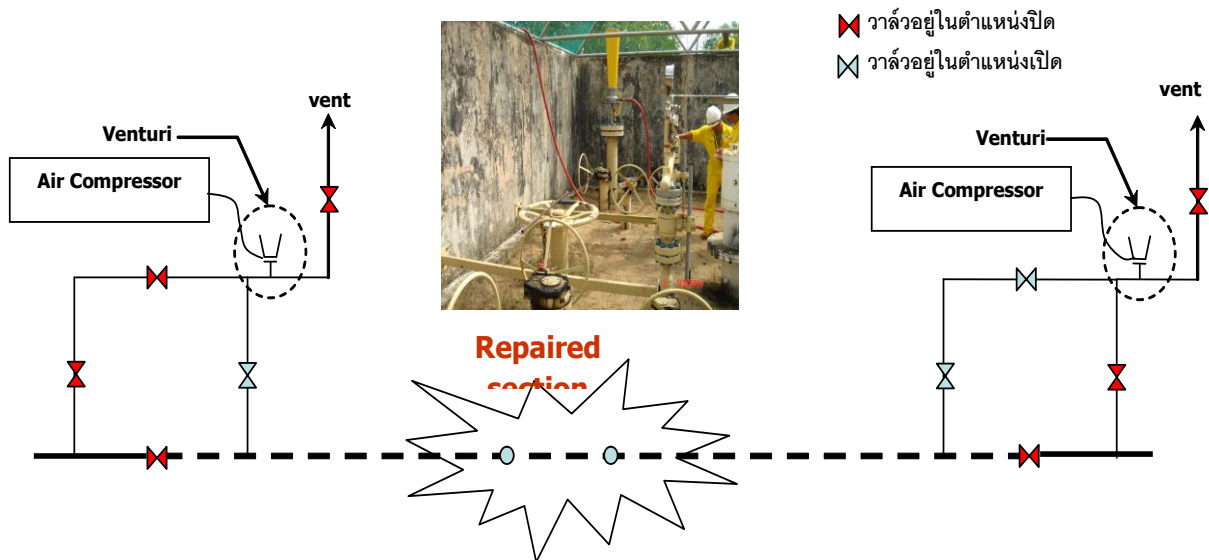 วาล์วอยู่ในตำแหน่งปิด
วาล์วอยู่ในตำแหน่งเปิด
vent
Venturi
Air Compressor
vent
Venturi
Air Compressor
Repaired
section